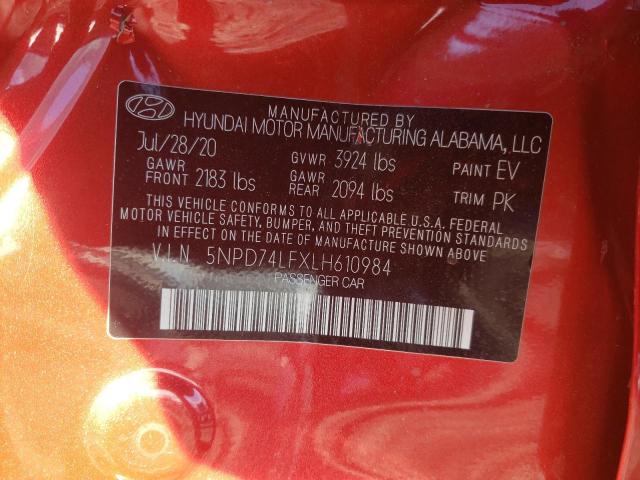 MANUFACTURED BY
HYUNDAI MOTOR MANUFACTURING ALABAMA, LLC
Jul/28/20 GVWR 3924 lbs PAINT EV
GAWR FRONT 2183 lbs GAWR REAR 2094 lbs TRIM PK
THIS VEHICLE CONFORMS TO ALL APPLICABLE U.S.A. FEDERAL
MOTOR VEHICLE SAFETY, BUMPER, AND THEFT PREVENTION STANDARDS
IN EFFECT ON THE DATE OF MANUFACTURE SHOWN ABOVE
V.I.N. 5NPD74LFXLH610984
PASSENGER CAR